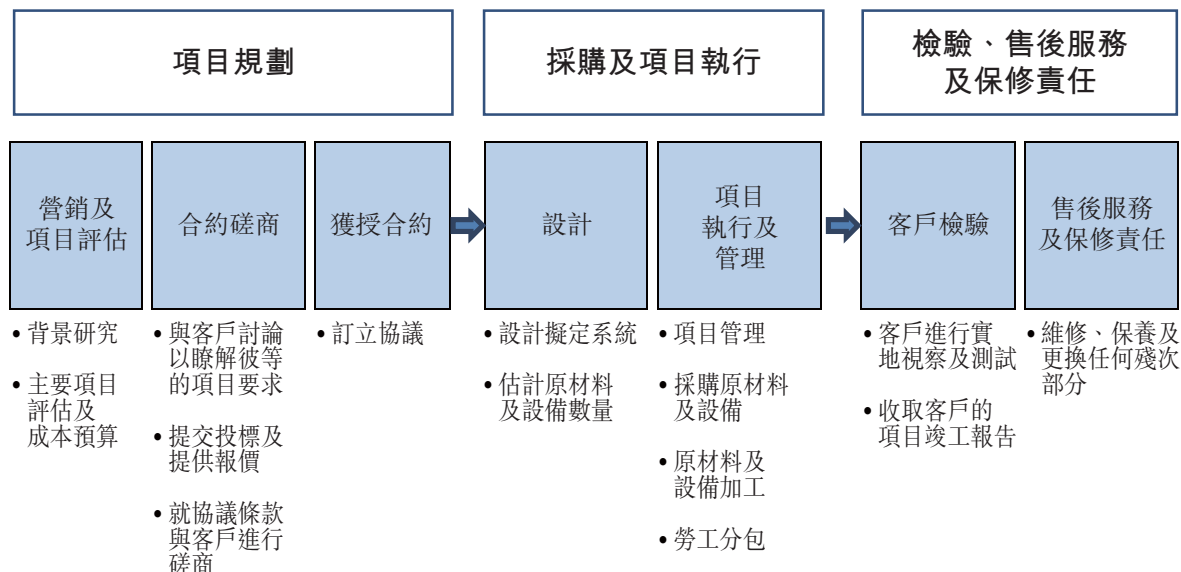 項目規劃
採購及項目執行
檢驗、售後服務
及保修責任
營銷及
項目評估
合約磋商
獲授合約
設計
項目
執行及
管理
客戶檢驗
售後服務
及保修責任
• 背景研究
• 主要項目
評估及
成本預算
• 與客戶討論
以瞭解彼等
的項目要求
• 提交投標及
提供報價
• 就協議條款
與客戶進行
磋商
• 訂立協議
• 設計擬定系統
• 估計原材料
及設備數量
• 項目管理
• 採購原材料
及設備
• 原材料及
設備加工
• 勞工分包
• 客戶進行實
地視察及測試
• 收取客戶的
項目竣工報告
• 維修、保養及
更換任何殘次
部分